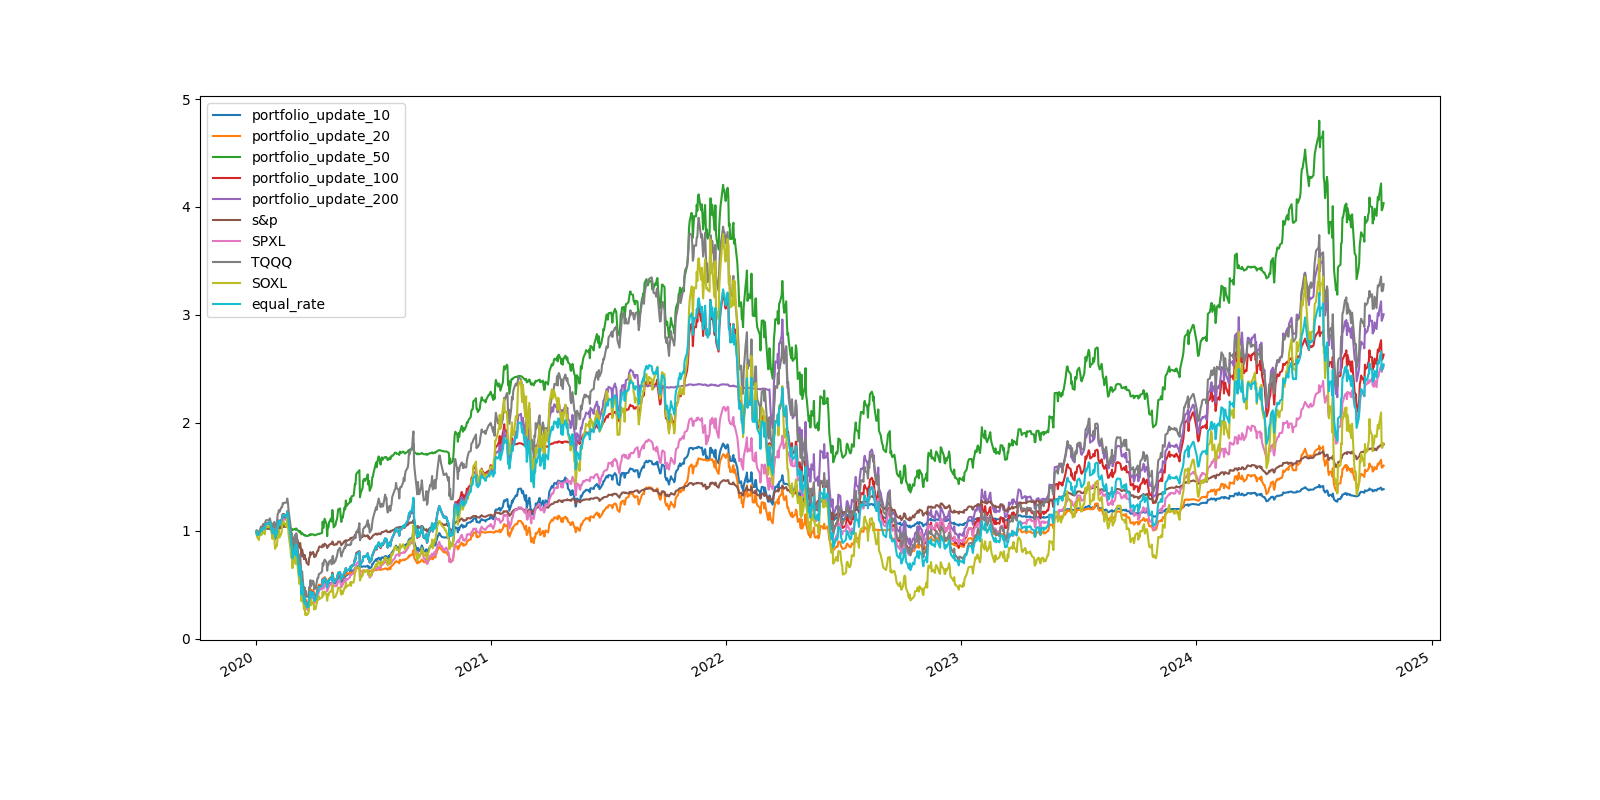 5
4
3
2
1
0
portfolio_update_10
portfolio_update_20
portfolio_update_50
portfolio_update_100
portfolio_update_200
s&p
SPXL
TQQQ
SOXL
equal_rate
2020
2021
2022
2023
2024
2025